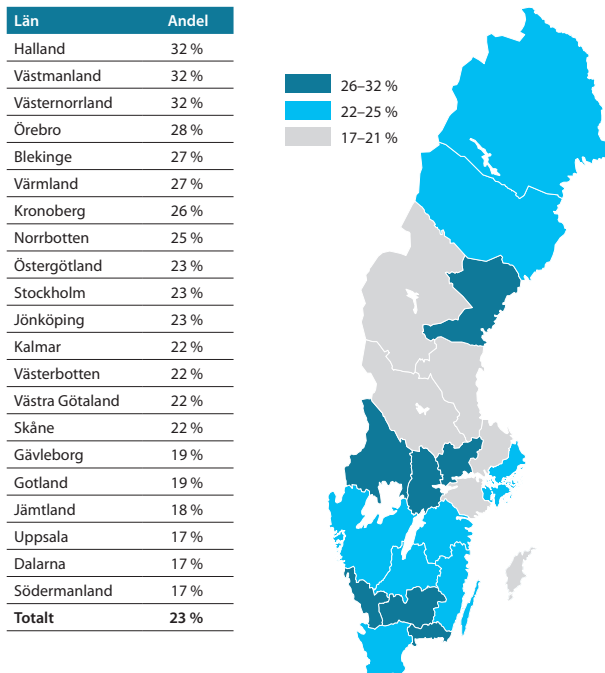 Län Andel
Halland 32 %
Västmanland 32 %
Västernorrland 32 %
Örebro 28 %
Blekinge 27 %
Värmland 27 %
Kronoberg 26 %
Norrbotten 25 %
Östergötland 23 %
Stockholm 23 %
Jönköping 23 %
Kalmar 22 %
Västerbotten 22 %
Västra Götaland 22 %
Skåne 22 %
Gävleborg 19 %
Gotland 19 %
Jämtland 18 %
Uppsala 17 %
Dalarna 17 %
Södermanland 17 %
Totalt 23 %
26–32 %
22–25 %
17–21 %